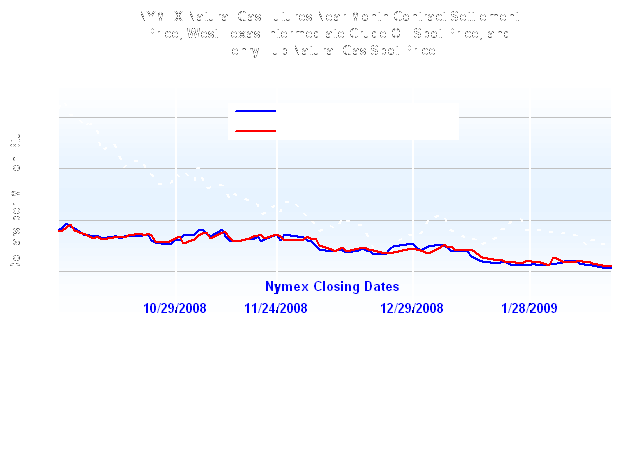 NYMEX Natural Gas Futures Near-Month Contract Settlement
Price, West Texas Intermediate Crude Oil Spot Price, and
Henry Hub Natural Gas Spot Price
Nymex Closing Dates
10/29/2008 11/24/2008 12/29/2008 1/28/2009